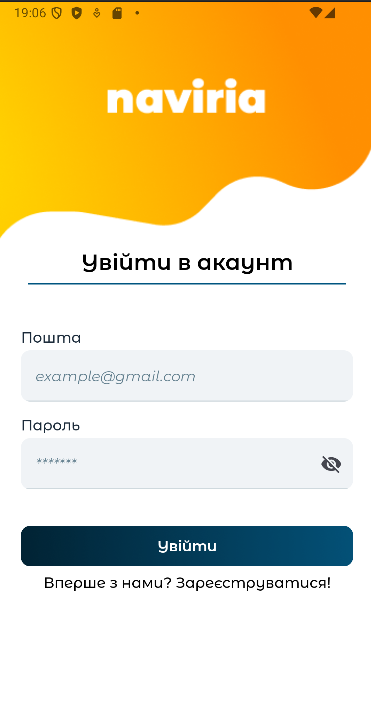 19:06
naviria
Увійти в акаунт
Пошта
example@gmail.com
Пароль
*******
Увійти
Вперше з нами? Зареєструватися!